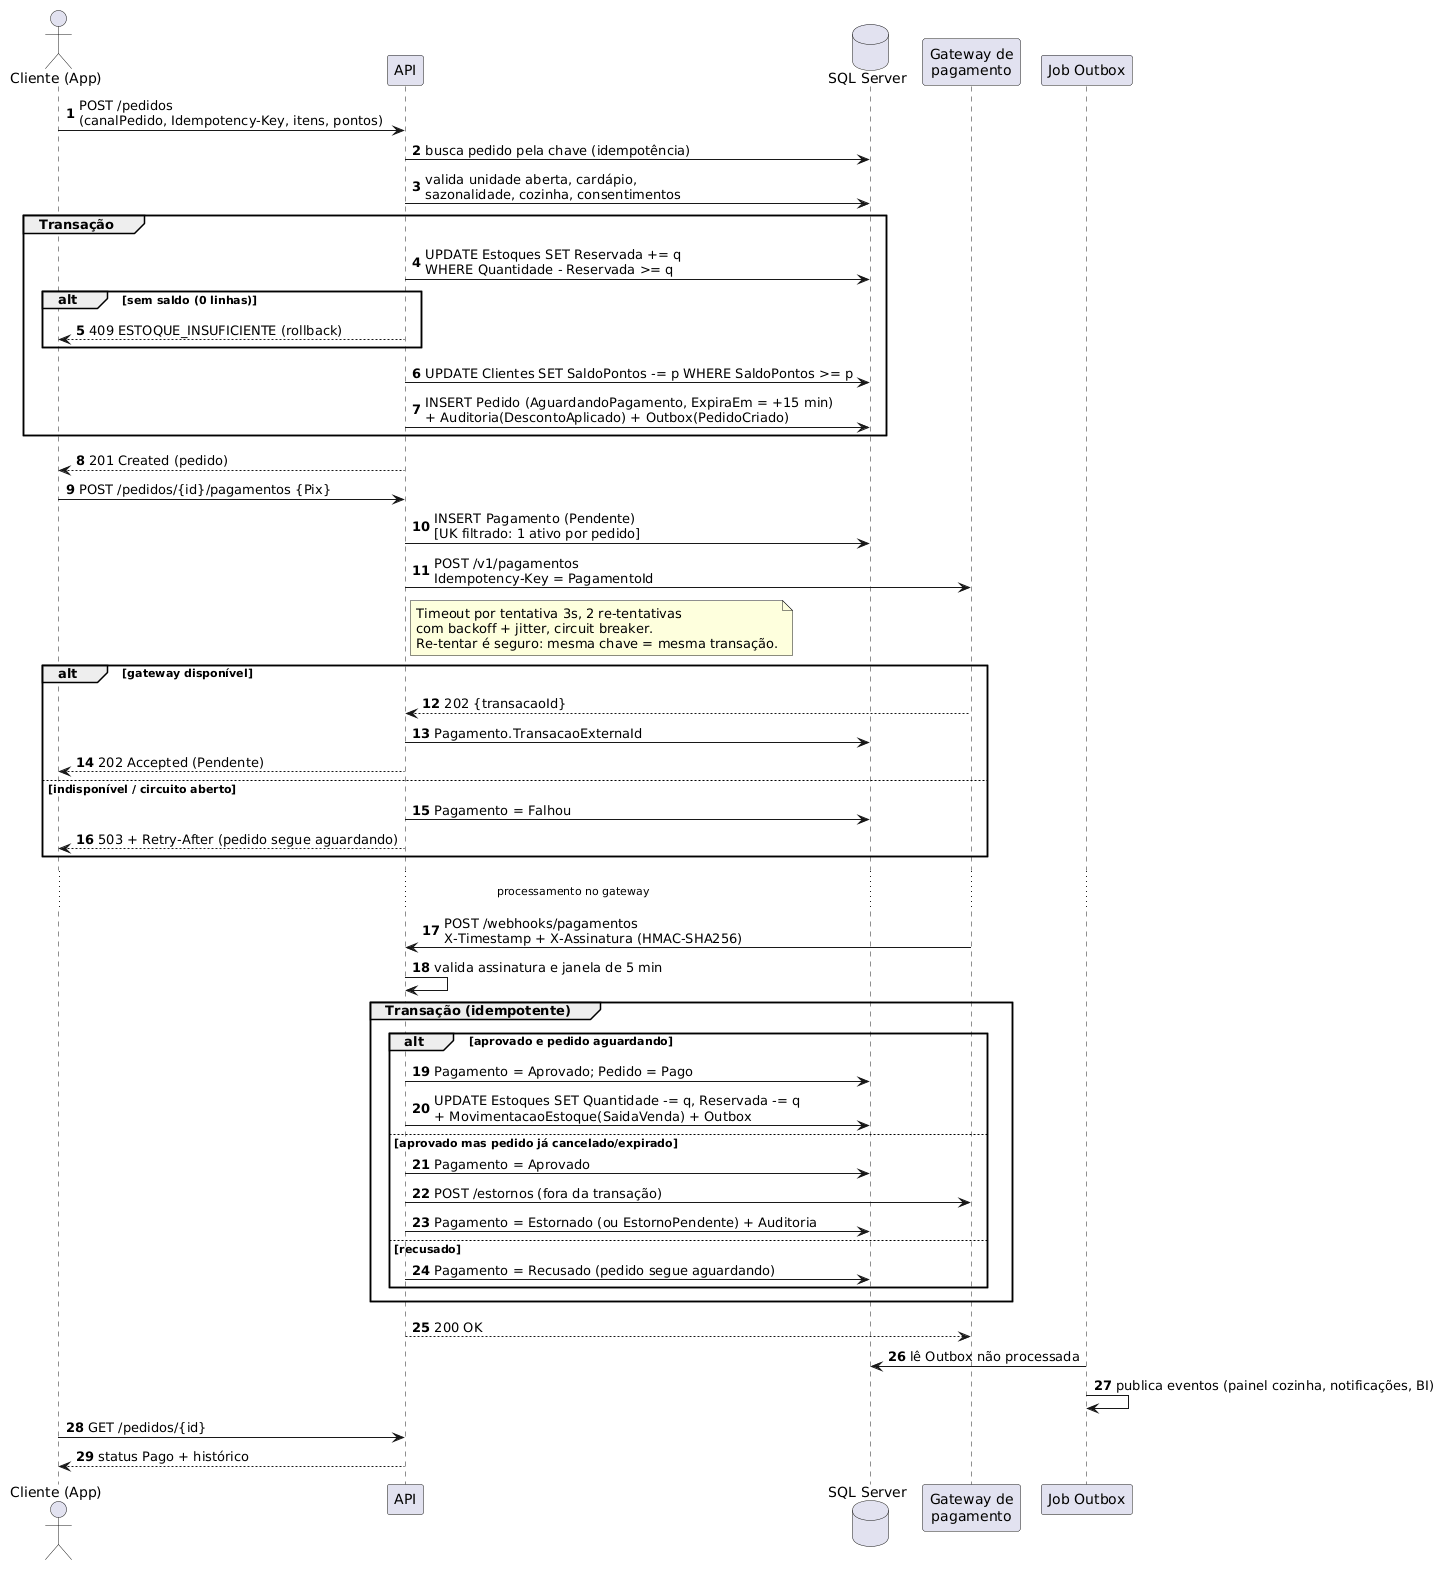 Cliente (App)
API
SQL Server
Gateway de
pagamento
Job Outbox
1 POST /pedidos
(canalPedido, Idempotency-Key, itens, pontos)
2 busca pedido pela chave (idempotência)
3 valida unidade aberta, cardápio,
sazonalidade, cozinha, consentimentos
Transação
4 UPDATE Estoques SET Reservada += q
WHERE Quantidade - Reservada >= q
alt [sem saldo (0 linhas)]
5 409 ESTOQUE_INSUFICIENTE (rollback)
6 UPDATE Clientes SET SaldoPontos -= p WHERE SaldoPontos >= p
7 INSERT Pedido (AguardandoPagamento, ExpiraEm = +15 min)
+ Auditoria(DescontoAplicado) + Outbox(PedidoCriado)
8 201 Created (pedido)
9 POST /pedidos/{id}/pagamentos {Pix}
10 INSERT Pagamento (Pendente)
[UK filtrado: 1 ativo por pedido]
11 POST /v1/pagamentos
Idempotency-Key = PagamentoId
Timeout por tentativa 3s, 2 re-tentativas
com backoff + jitter, circuit breaker.
Re-tentar é seguro: mesma chave = mesma transação.
alt [gateway disponível]
12 202 {transacaoId}
13 Pagamento.TransacaoExternaId
14 202 Accepted (Pendente)
[indisponível / circuito aberto]
15 Pagamento = Falhou
16 503 + Retry-After (pedido segue aguardando)
processamento no gateway
17 POST /webhooks/pagamentos
X-Timestamp + X-Assinatura (HMAC-SHA256)
18 valida assinatura e janela de 5 min
Transação (idempotente)
alt [aprovado e pedido aguardando]
19 Pagamento = Aprovado; Pedido = Pago
20 UPDATE Estoques SET Quantidade -= q, Reservada -= q
+ MovimentacaoEstoque(SaidaVenda) + Outbox
[aprovado mas pedido já cancelado/expirado]
21 Pagamento = Aprovado
22 POST /estornos (fora da transação)
23 Pagamento = Estornado (ou EstornoPendente) + Auditoria
[recusado]
24 Pagamento = Recusado (pedido segue aguardando)
25 200 OK
26 lê Outbox não processada
27 publica eventos (painel cozinha, notificações, BI)
28 GET /pedidos/{id}
29 status Pago + histórico
Cliente (App)
API
SQL Server
Gateway de
pagamento
Job Outbox